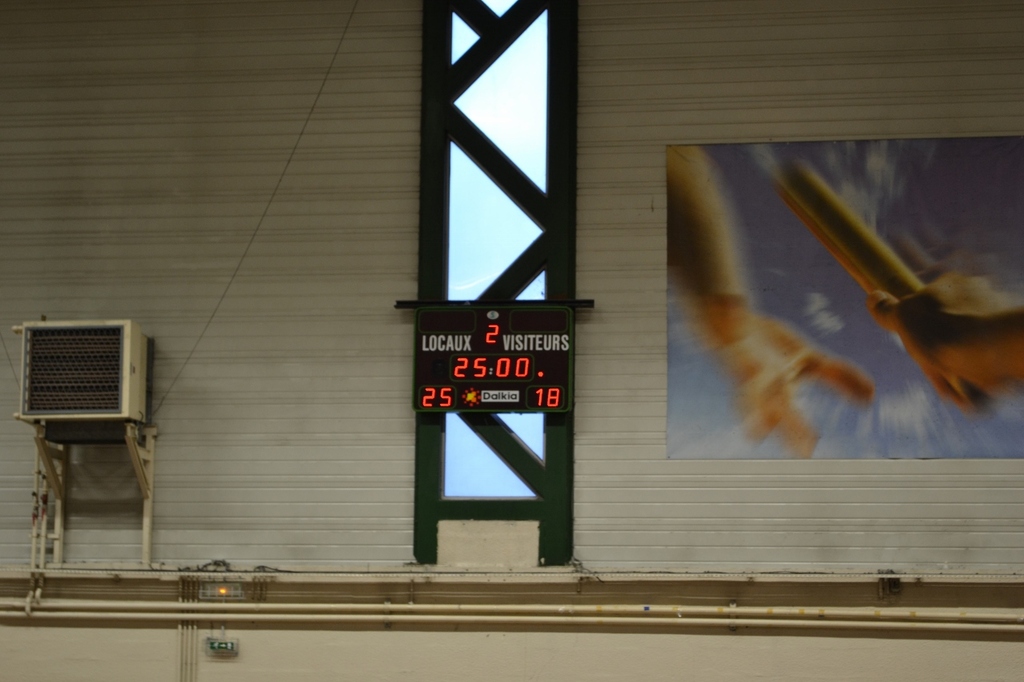 2
LOCAUX VISITEURS
25:00.
25 Dalkia 18